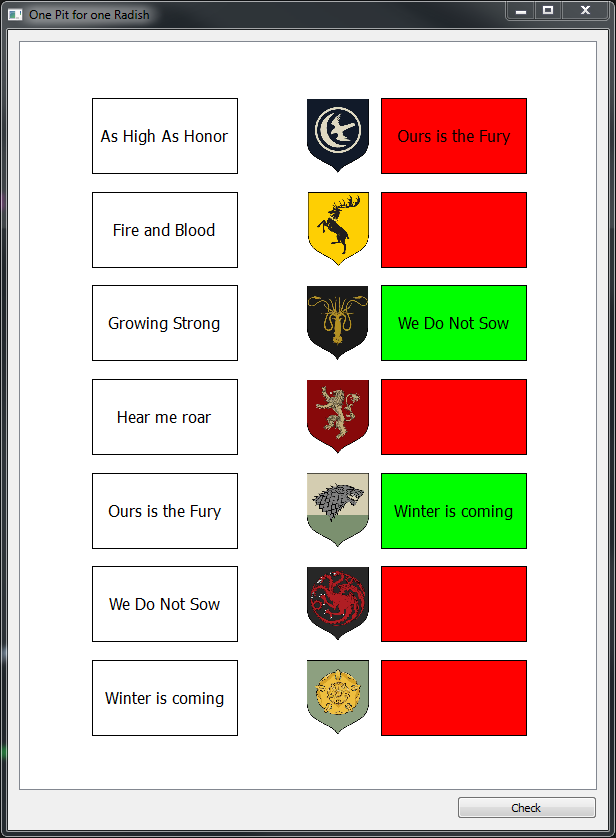 One Pit for one Radish
As High As Honor
Ours is the Fury
Fire and Blood
Growing Strong
We Do Not Sow
Hear me roar
Ours is the Fury
Winter is coming
We Do Not Sow
Winter is coming
Check